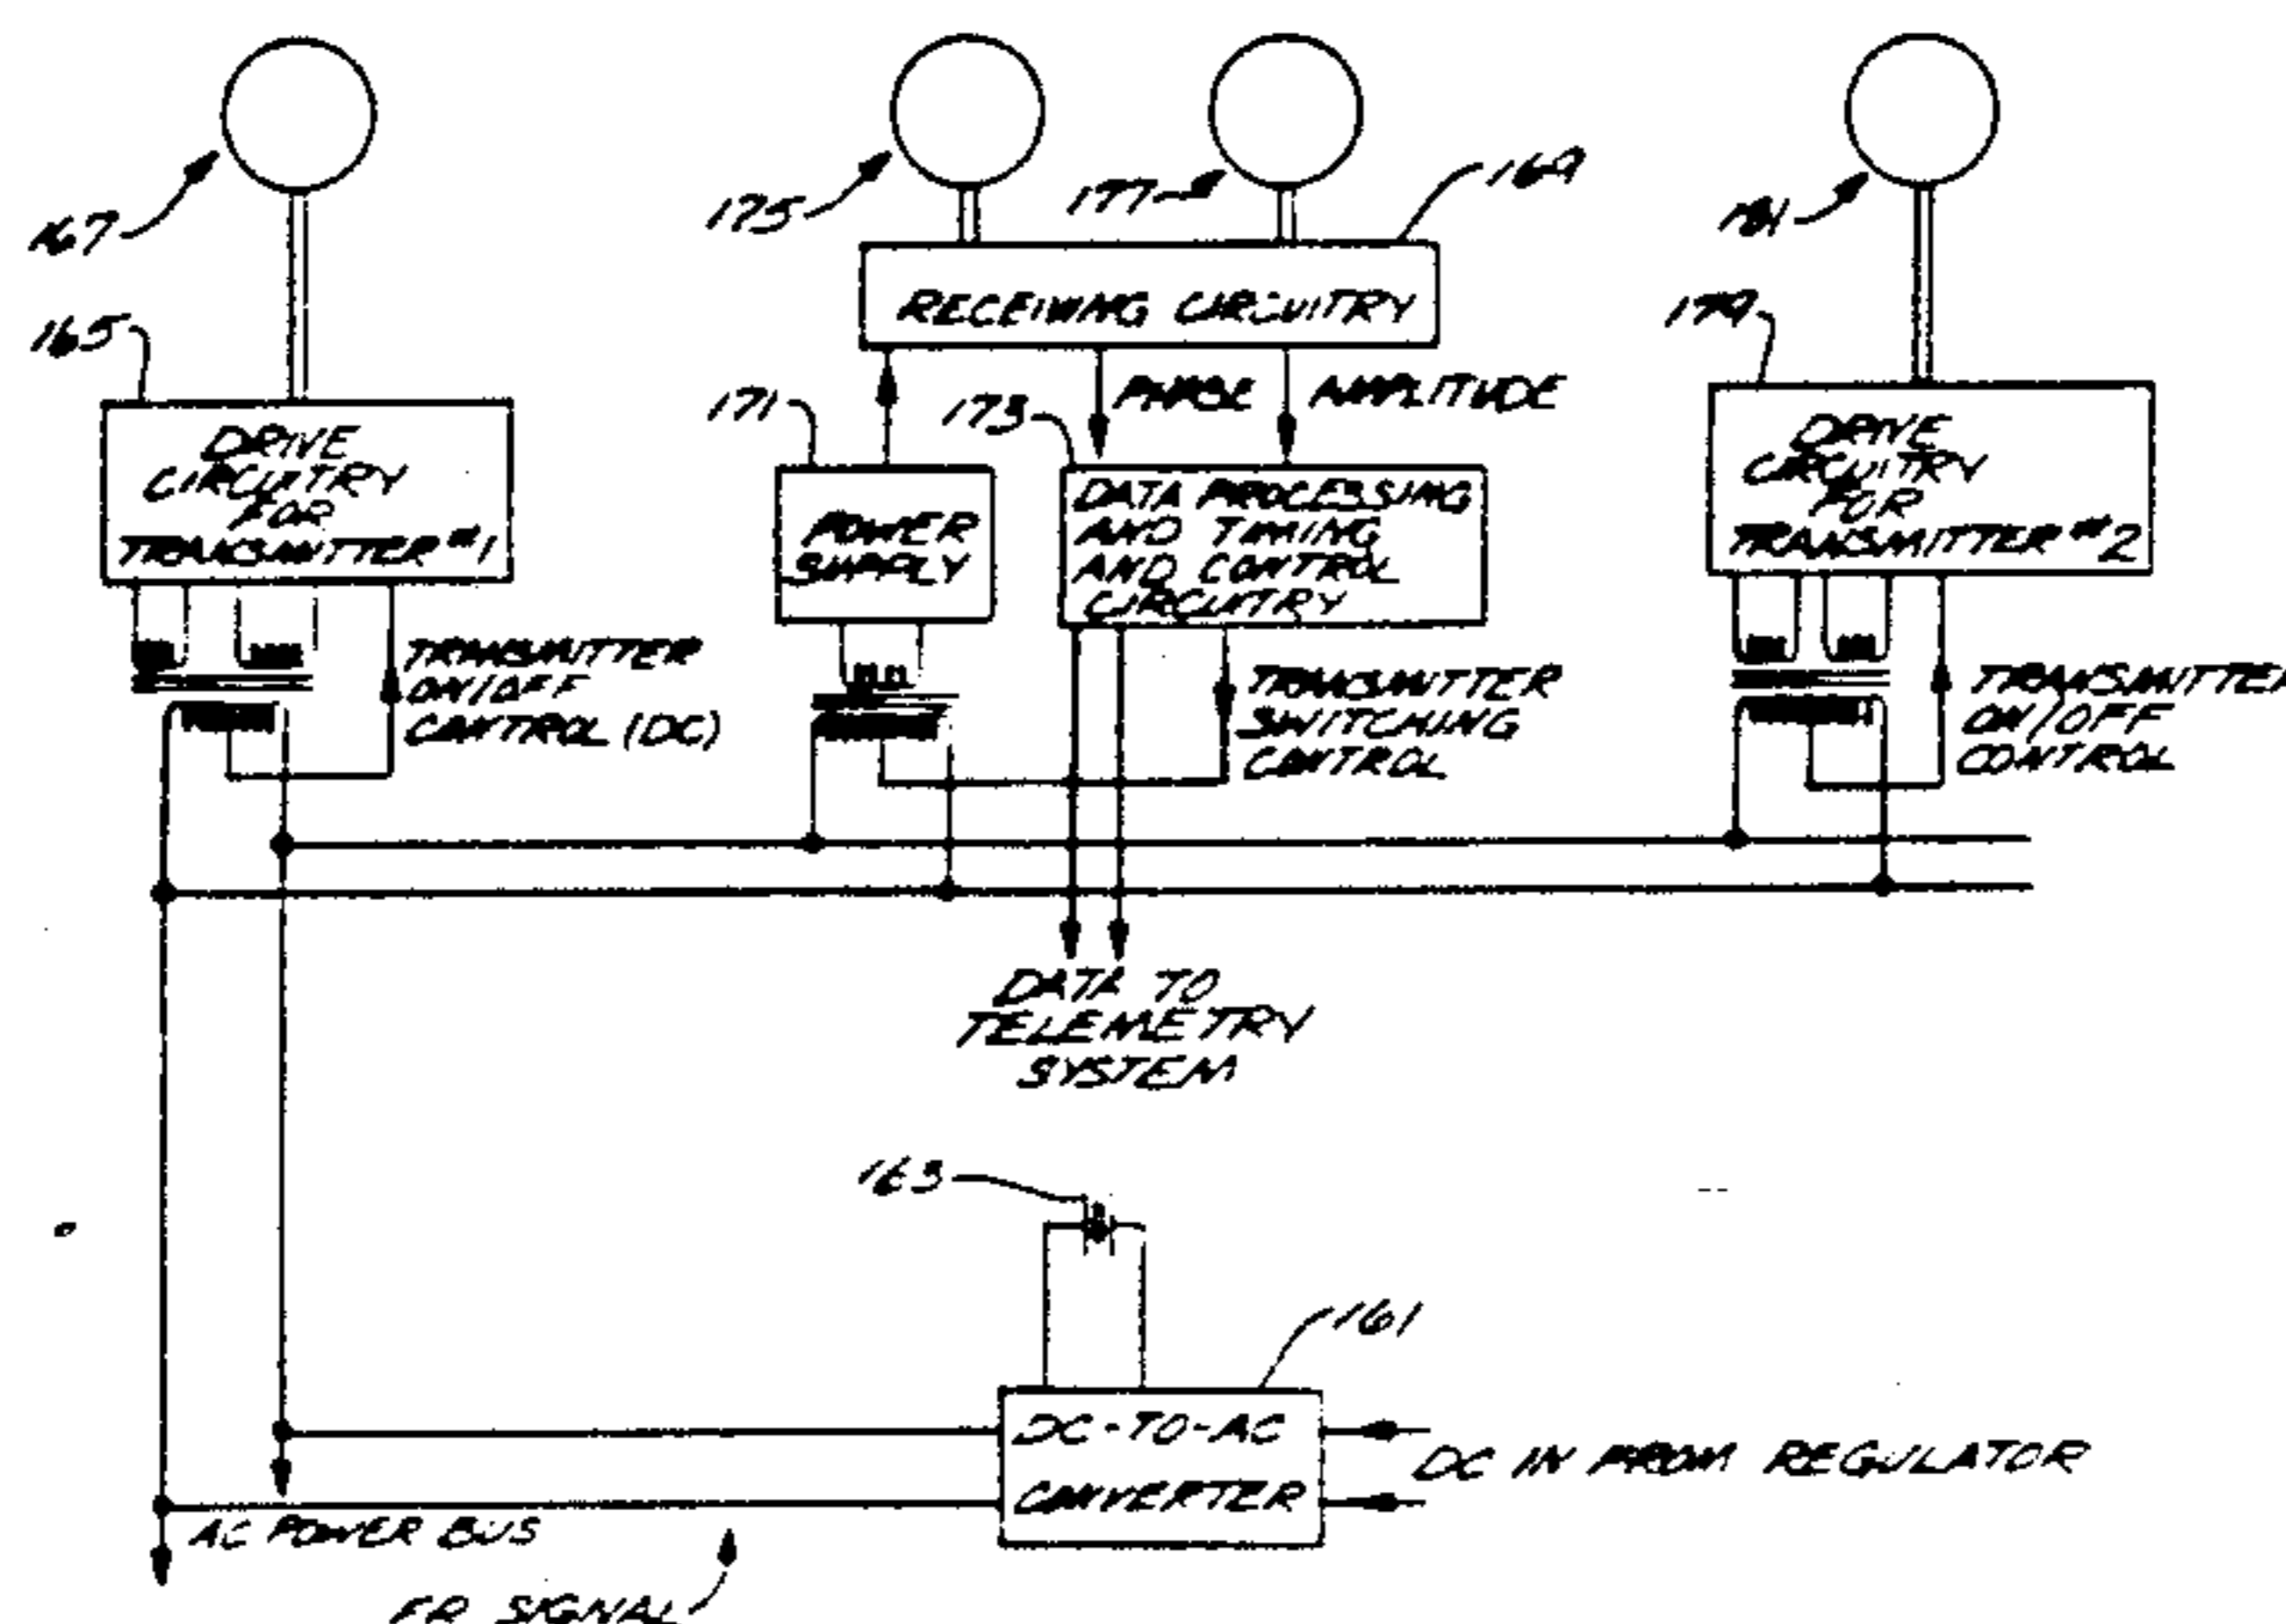 167
175
177
169
181
165
RECEIVING CIRCUITRY
179
171
173
PHASE
AMPLITUDE
DRIVE
CIRCUITRY
FOR
TRANSMITTER #1
POWER
SUPPLY
DATA PROCESSING
AND TIMING
AND CONTROL
CIRCUITRY
DRIVE
CIRCUITRY
FOR
TRANSMITTER #2
TRANSMITTER
ON/OFF
CONTROL (DC)
TRANSMITTER
SWITCHING
CONTROL
TRANSMITTER
ON/OFF
CONTROL
DATA TO
TELEMETRY
SYSTEM
163
161
DC-TO-AC
CONVERTER
DC IN FROM REGULATOR
AC POWER BUS
SIGNAL